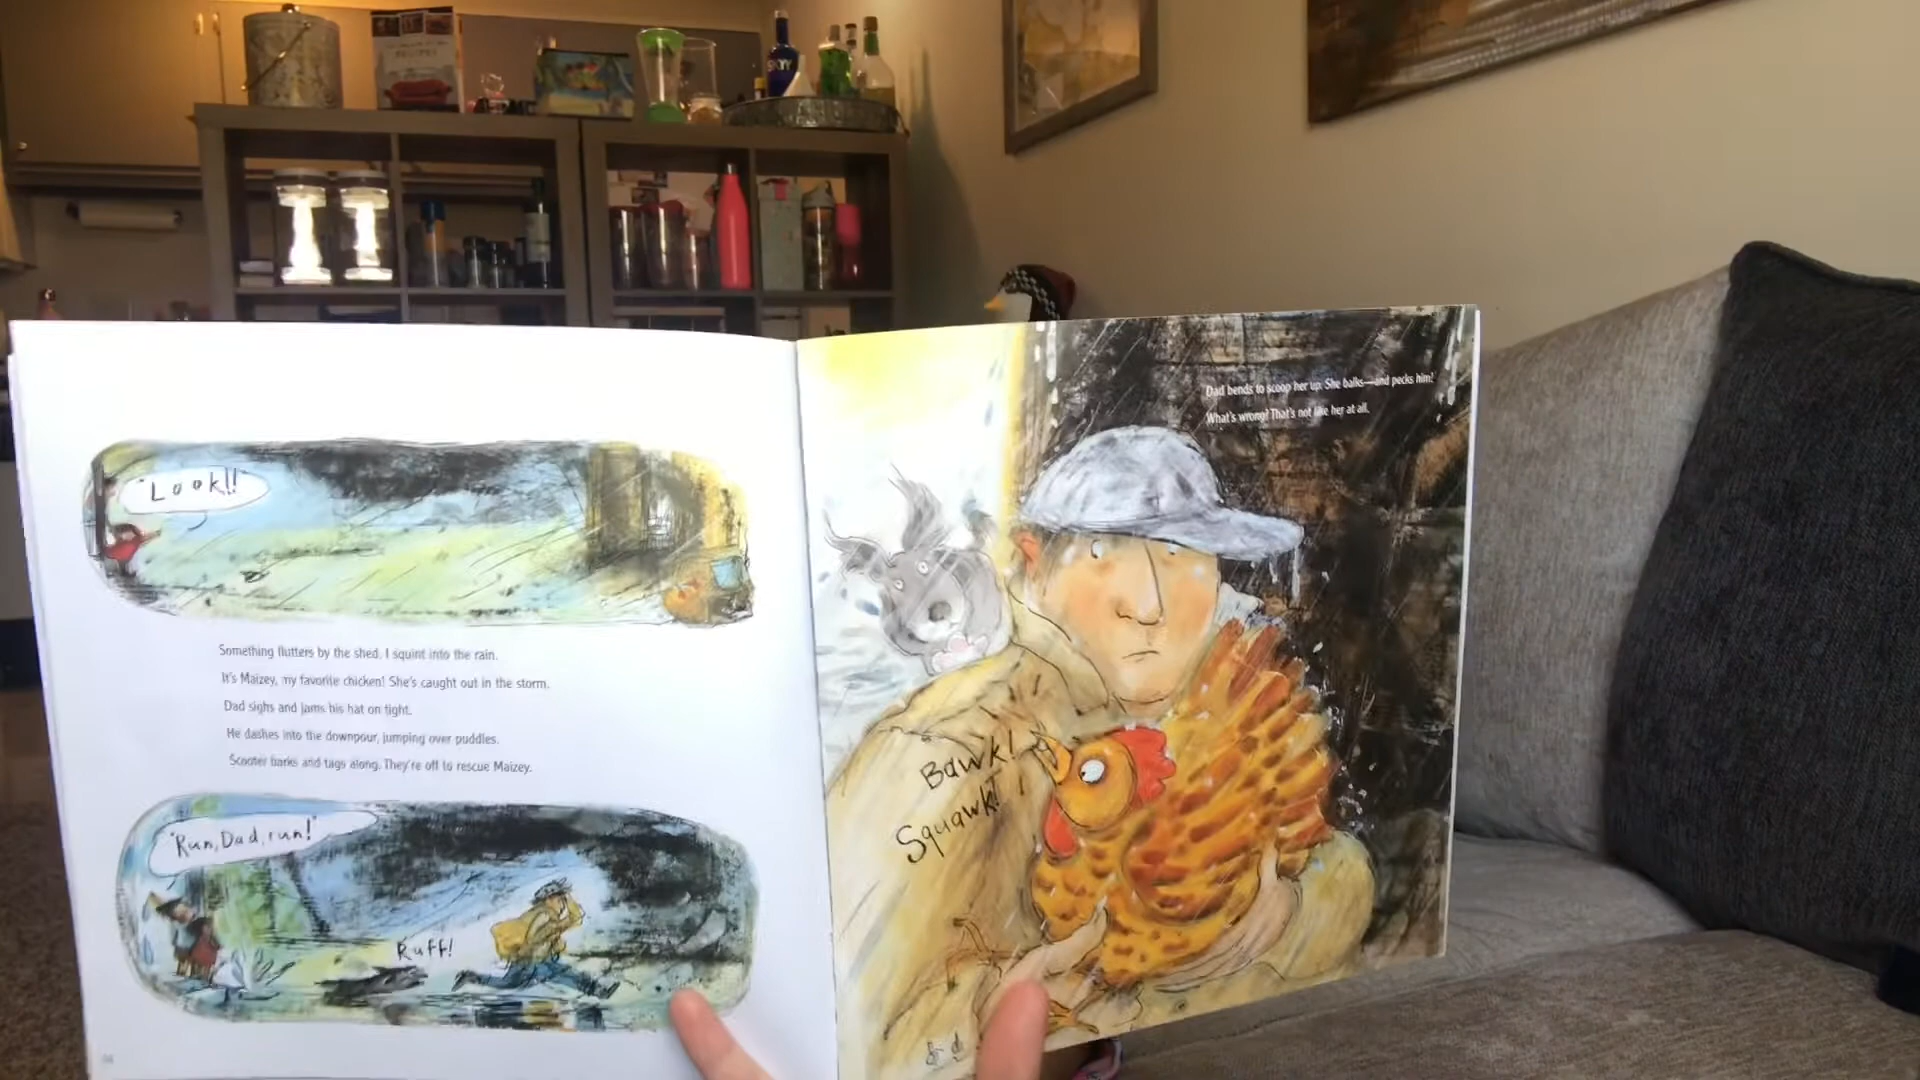 RECIPES
SKYY
"Look!!"
Something flutters by the shed. I squint into the rain.
It's Maizey, my favorite chicken! She's caught out in the storm.
Dad sighs and jams his hat on tight.
He dashes into the downpour, jumping over puddles.
Scooter barks and tags along. They're off to rescue Maizey.
"Run, Dad, run!"
Ruff!
Dad bends to scoop her up. She balks—and pecks him!
What's wrong? That's not like her at all.
Bawk!
Squawk!